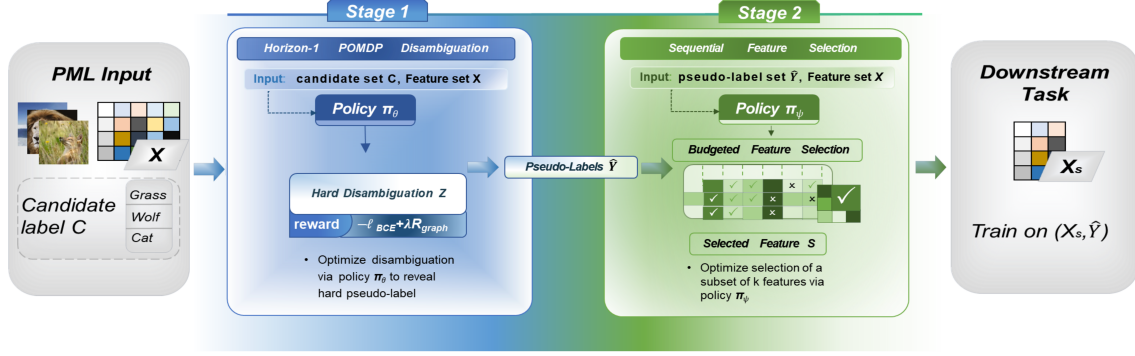 Stage 1
Stage 2
PML Input
X
Candidate
label C
Grass
Wolf
Cat
Horizon-1 POMDP Disambiguation
Input: candidate set C, Feature set X
Policy π_θ
Hard Disambiguation Z
reward
−ℓ_BCE+λR_graph
• Optimize disambiguation
via policy π_θ to reveal
hard pseudo-label
Pseudo-Labels Ŷ
Sequential Feature Selection
Input: pseudo-label set Ŷ, Feature set X
Policy π_ψ
Budgeted Feature Selection
Selected Feature S
• Optimize selection of a
subset of k features via
policy π_ψ
Downstream
Task
X_s
Train on (X_s,Ŷ)